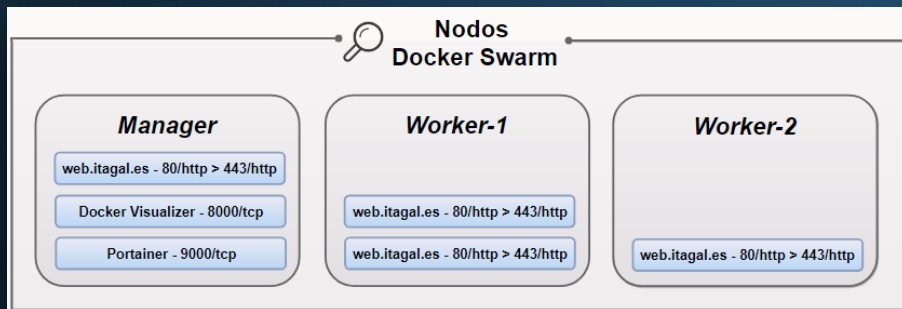 Nodos
Docker Swarm
Manager
web.itagal.es - 80/http > 443/http
Docker Visualizer - 8000/tcp
Portainer - 9000/tcp
Worker-1
web.itagal.es - 80/http > 443/http
web.itagal.es - 80/http > 443/http
Worker-2
web.itagal.es - 80/http > 443/http